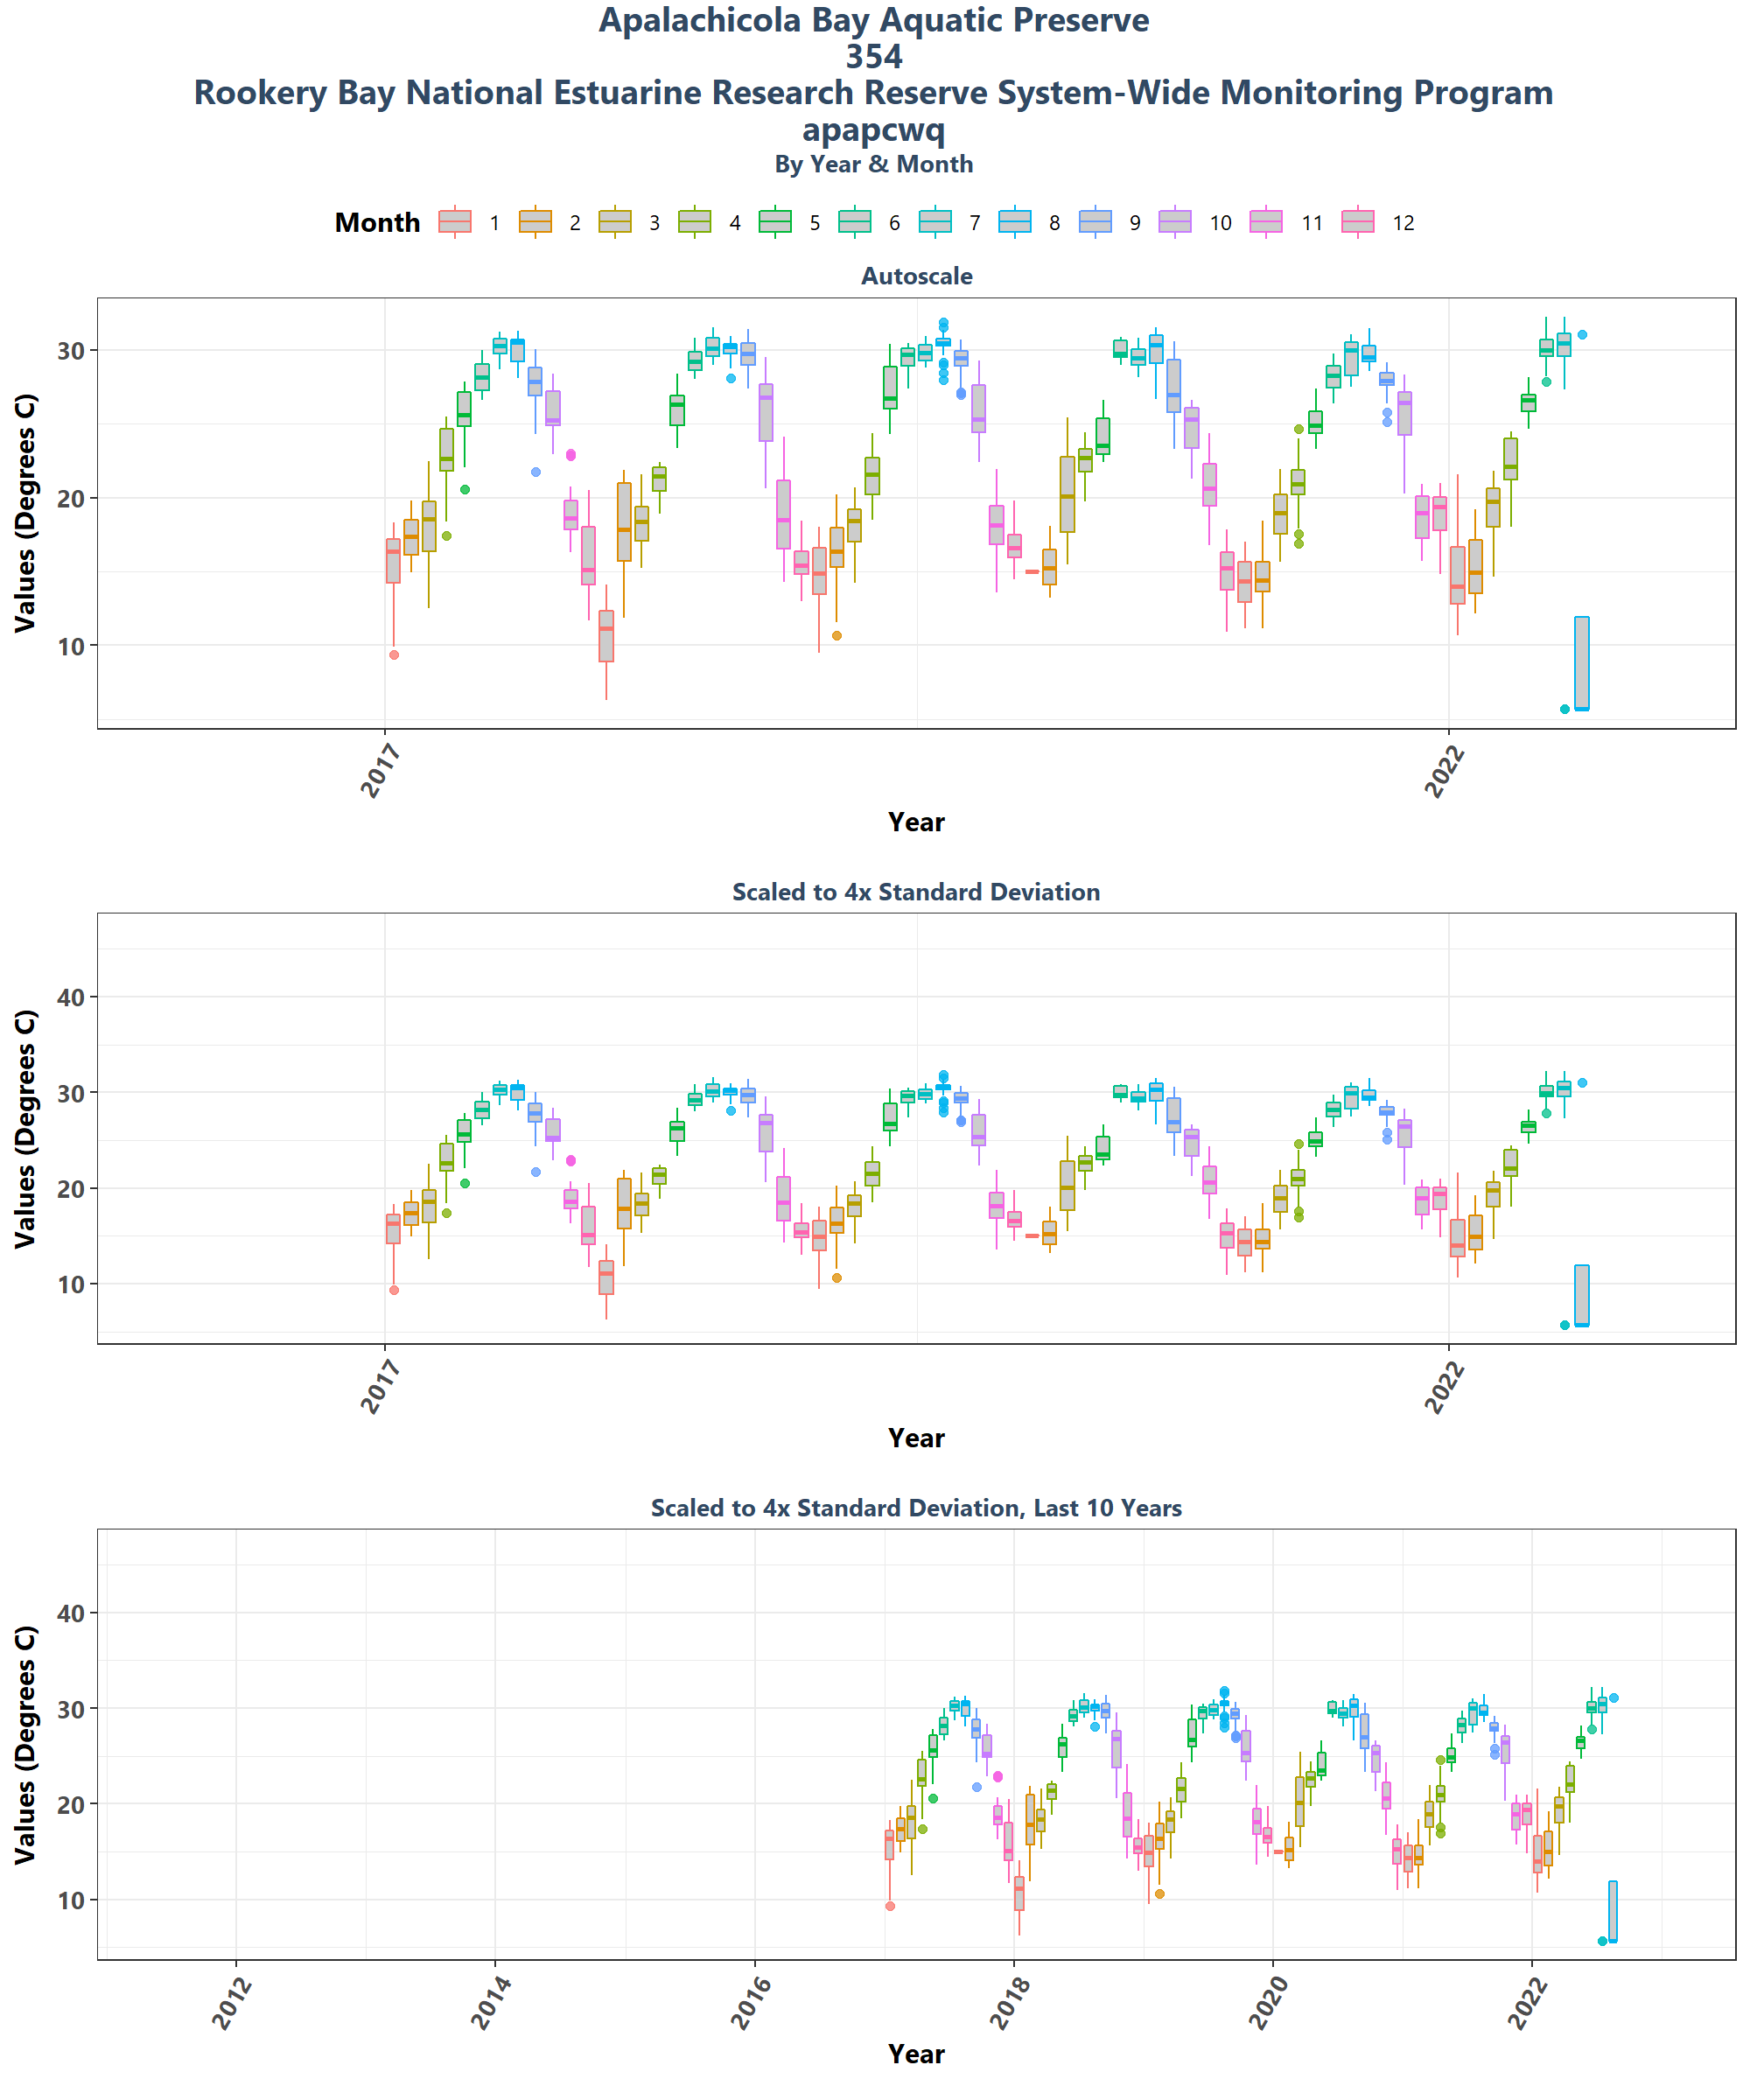 Apalachicola Bay Aquatic Preserve
354
Rookery Bay National Estuarine Research Reserve System-Wide Monitoring Program
apapcwq
By Year & Month
Month 1 2 3 4 5 6 7 8 9 10 11 12
Autoscale
Values (Degrees C)
30
20
10
2017 2022
Year
Scaled to 4x Standard Deviation
Values (Degrees C)
40
30
20
10
2017 2022
Year
Scaled to 4x Standard Deviation, Last 10 Years
Values (Degrees C)
40
30
20
10
2012 2014 2016 2018 2020 2022
Year